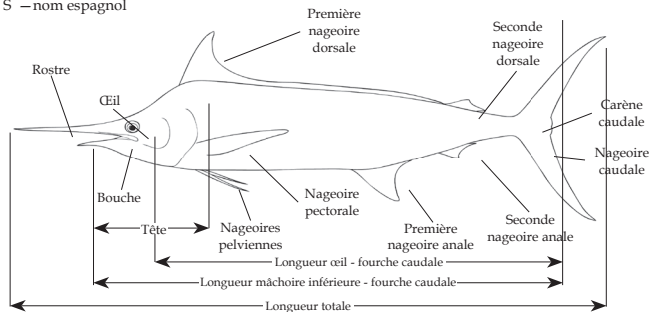 S –nom espagnol
Première
nageoire
dorsale
Seconde
nageoire
dorsale
Rostre
Œil
Carène
caudale
Nageoire
caudale
Bouche
Nageoire
pectorale
Tête
Nageoires
pelviennes
Première
nageoire anale
Seconde
nageoire anale
Longueur œil - fourche caudale
Longueur mâchoire inférieure - fourche caudale
Longueur totale